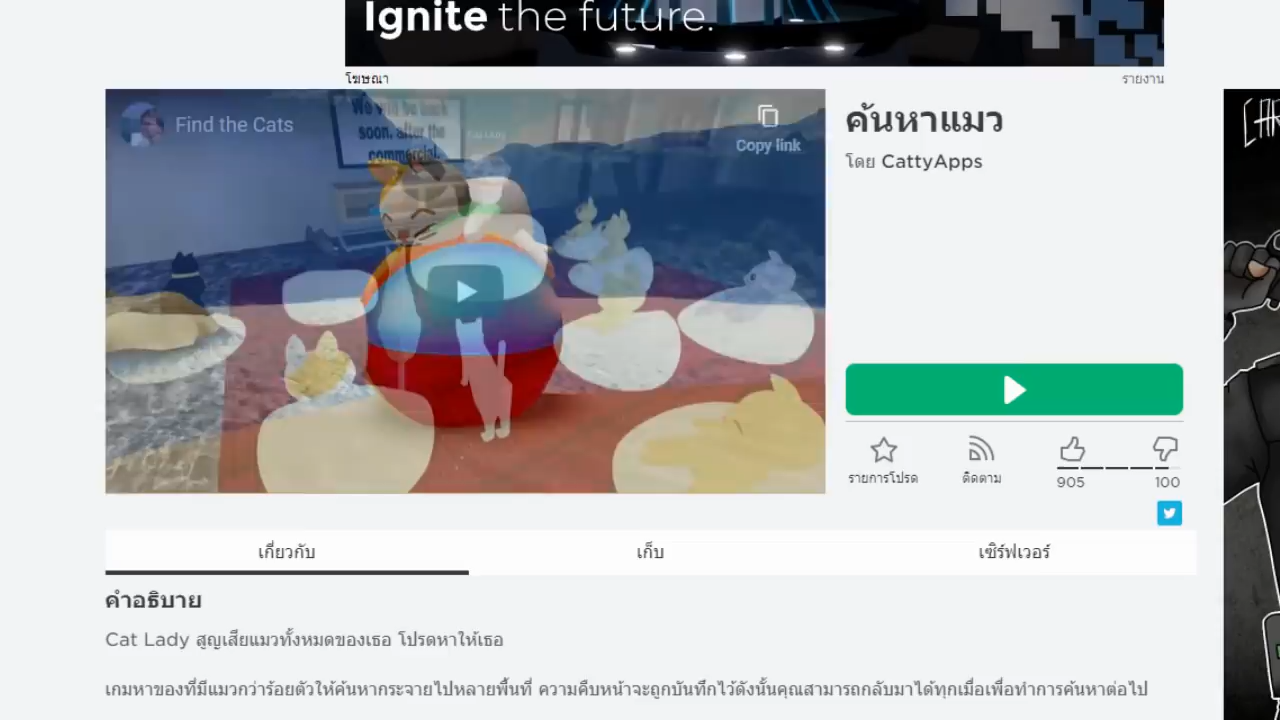 Ignite the future.
โฆษณา
รายงาน
Find the Cats
We will be back
soon, after the
commercial.
Copy link
ค้นหาแมว
โดย CattyApps
รายการโปรด
ติดตาม
905
100
เกี่ยวกับ
เก็บ
เซิร์ฟเวอร์
คำอธิบาย
Cat Lady สูญเสียแมวทั้งหมดของเธอ โปรดหาให้เธอ
เกมหาของที่มีแมวกว่าร้อยตัวให้ค้นหากระจายไปหลายพื้นที่ ความคืบหน้าจะถูกบันทึกไว้ดังนั้นคุณสามารถกลับมาได้ทุกเมื่อเพื่อทำการค้นหาต่อไป